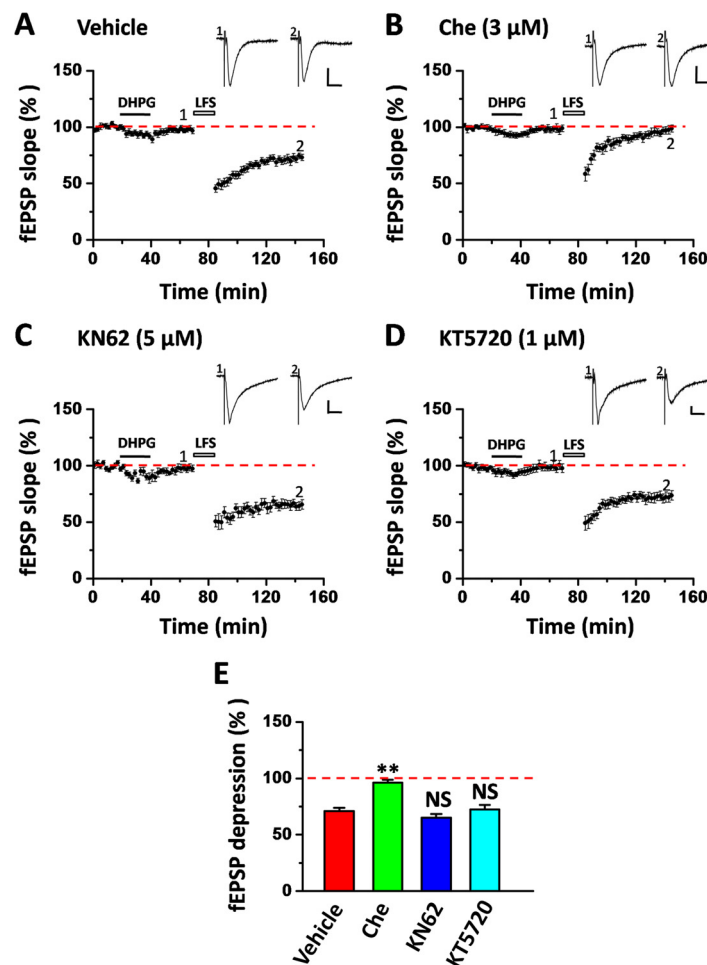 A Vehicle
1 2
150
DHPG 1 LFS
100
2
50
0
0 40 80 120 160
fEPSP slope (%)
Time (min)
B Che (3 μM)
1 2
150
DHPG 1 LFS
100
2
50
0
0 40 80 120 160
fEPSP slope (%)
Time (min)
C KN62 (5 μM)
1 2
150
DHPG 1 LFS
100
2
50
0
0 40 80 120 160
fEPSP slope (%)
Time (min)
D KT5720 (1 μM)
1 2
150
DHPG 1 LFS
100
2
50
0
0 40 80 120 160
fEPSP slope (%)
Time (min)
E
150
100
50
0
fEPSP depression (%)
**
NS NS
Vehicle Che KN62 KT5720